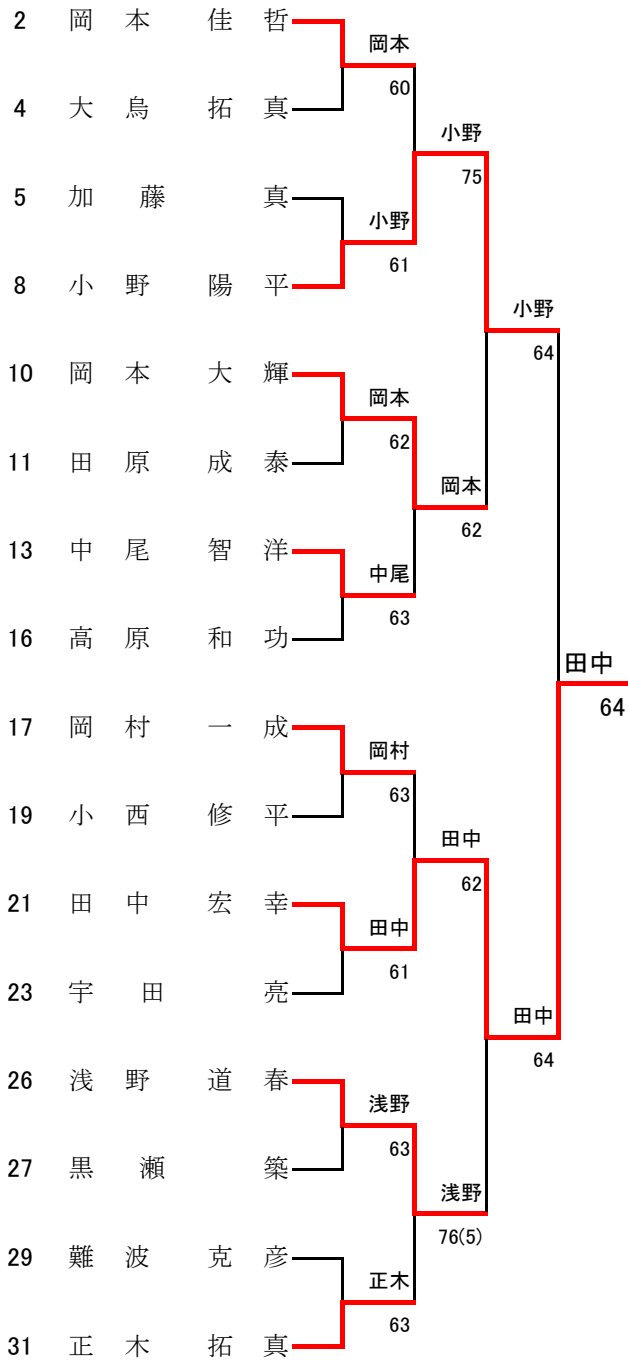 2 岡本 佳哲
岡本
60
4 大鳥 拓真
小野
75
5 加藤 真
小野
61
8 小野 陽平
小野
64
10 岡本 大輝
岡本
62
11 田原 成泰
岡本
62
13 中尾 智洋
中尾
63
16 高原 和功
田中
64
17 岡村 一成
岡村
63
19 小西 修平
田中
62
21 田中 宏幸
田中
61
23 宇田 亮
田中
64
26 浅野 道春
浅野
63
27 黒瀬 築
浅野
76(5)
29 難波 克彦
正木
63
31 正木 拓真